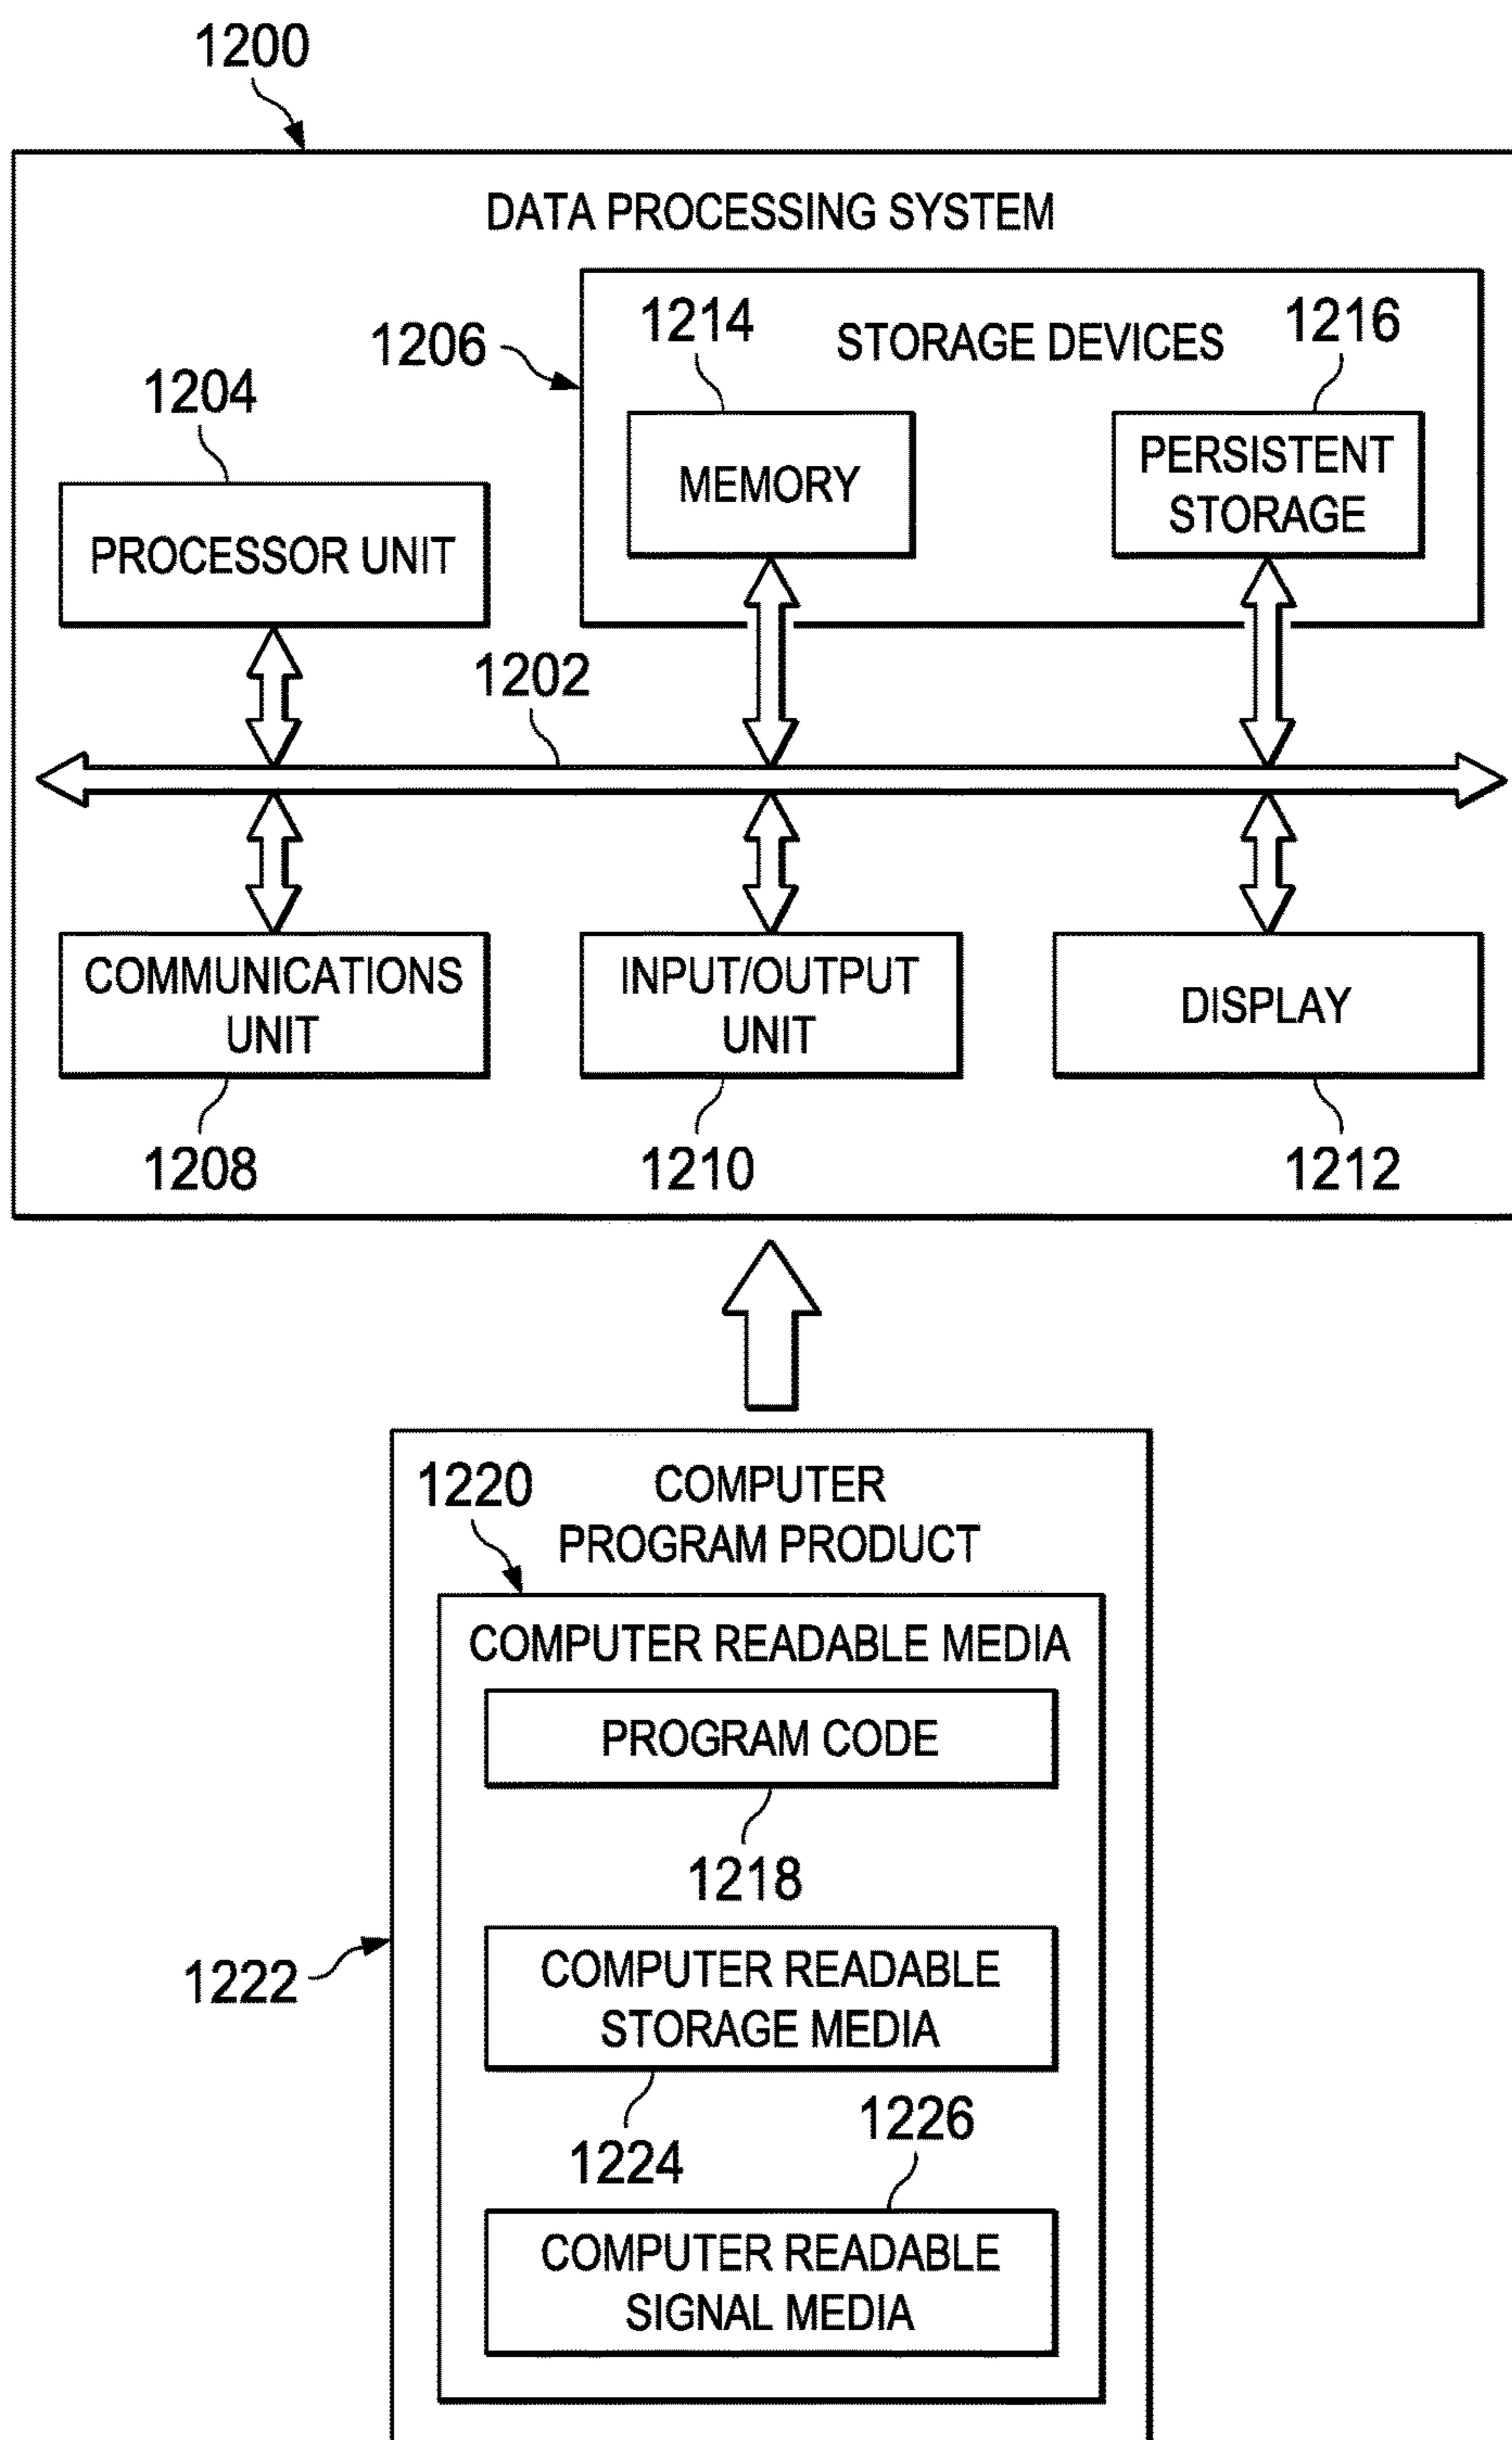 1200
DATA PROCESSING SYSTEM
1206
1214
STORAGE DEVICES
1216
1204
MEMORY
PERSISTENT
STORAGE
PROCESSOR UNIT
1202
COMMUNICATIONS
UNIT
INPUT/OUTPUT
UNIT
DISPLAY
1208
1210
1212
1220
COMPUTER
PROGRAM PRODUCT
COMPUTER READABLE MEDIA
PROGRAM CODE
1218
1222
COMPUTER READABLE
STORAGE MEDIA
1224
1226
COMPUTER READABLE
SIGNAL MEDIA